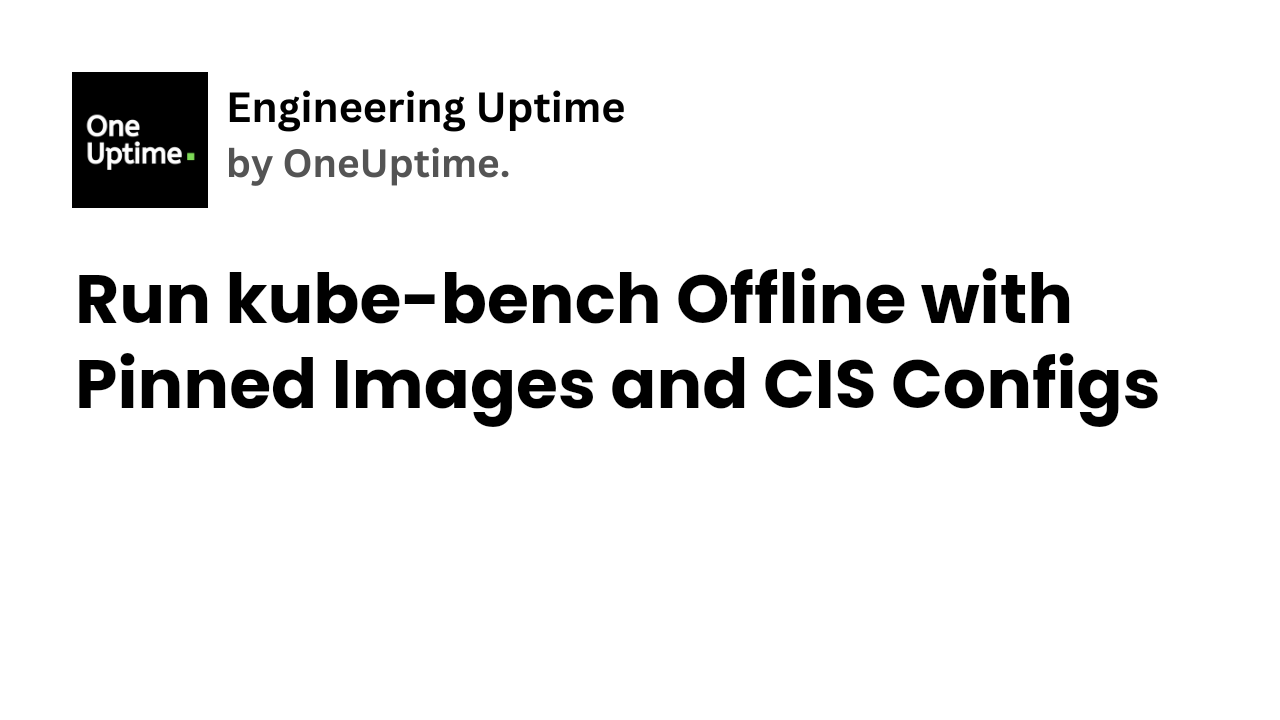 One
Uptime
Engineering Uptime
by OneUptime.
Run kube-bench Offline with
Pinned Images and CIS Configs